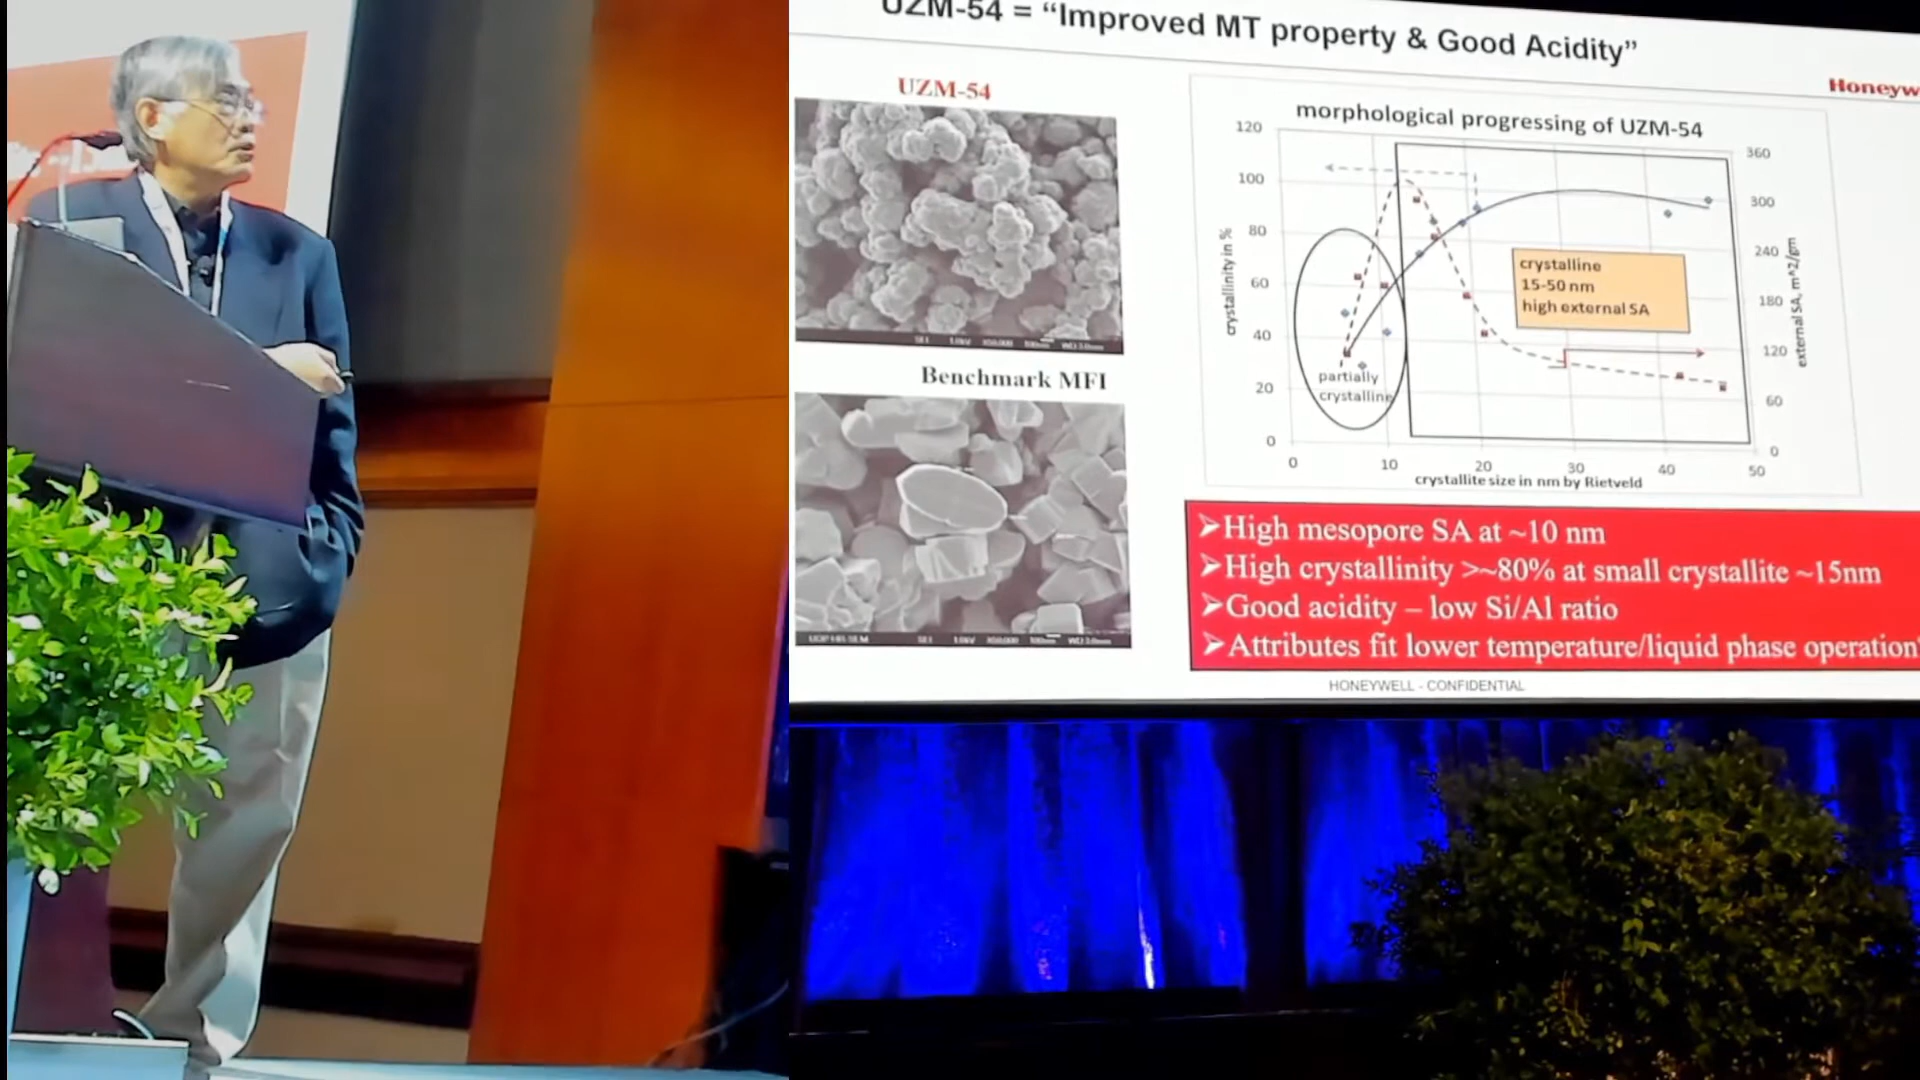 UZM-54 = “Improved MT property & Good Acidity”
Honeyw
UZM-54
Benchmark MFI
morphological progressing of UZM-54
120
100
80
60
40
20
0
crystallinity in %
360
300
240
180
120
60
0
external SA, m^2/gm
crystalline
15-50 nm
high external SA
partially
crystalline
0
10
20
30
40
50
crystallite size in nm by Rietveld
➢High mesopore SA at ~10 nm
➢High crystallinity >~80% at small crystallite ~15nm
➢Good acidity – low Si/Al ratio
➢Attributes fit lower temperature/liquid phase operation
HONEYWELL - CONFIDENTIAL